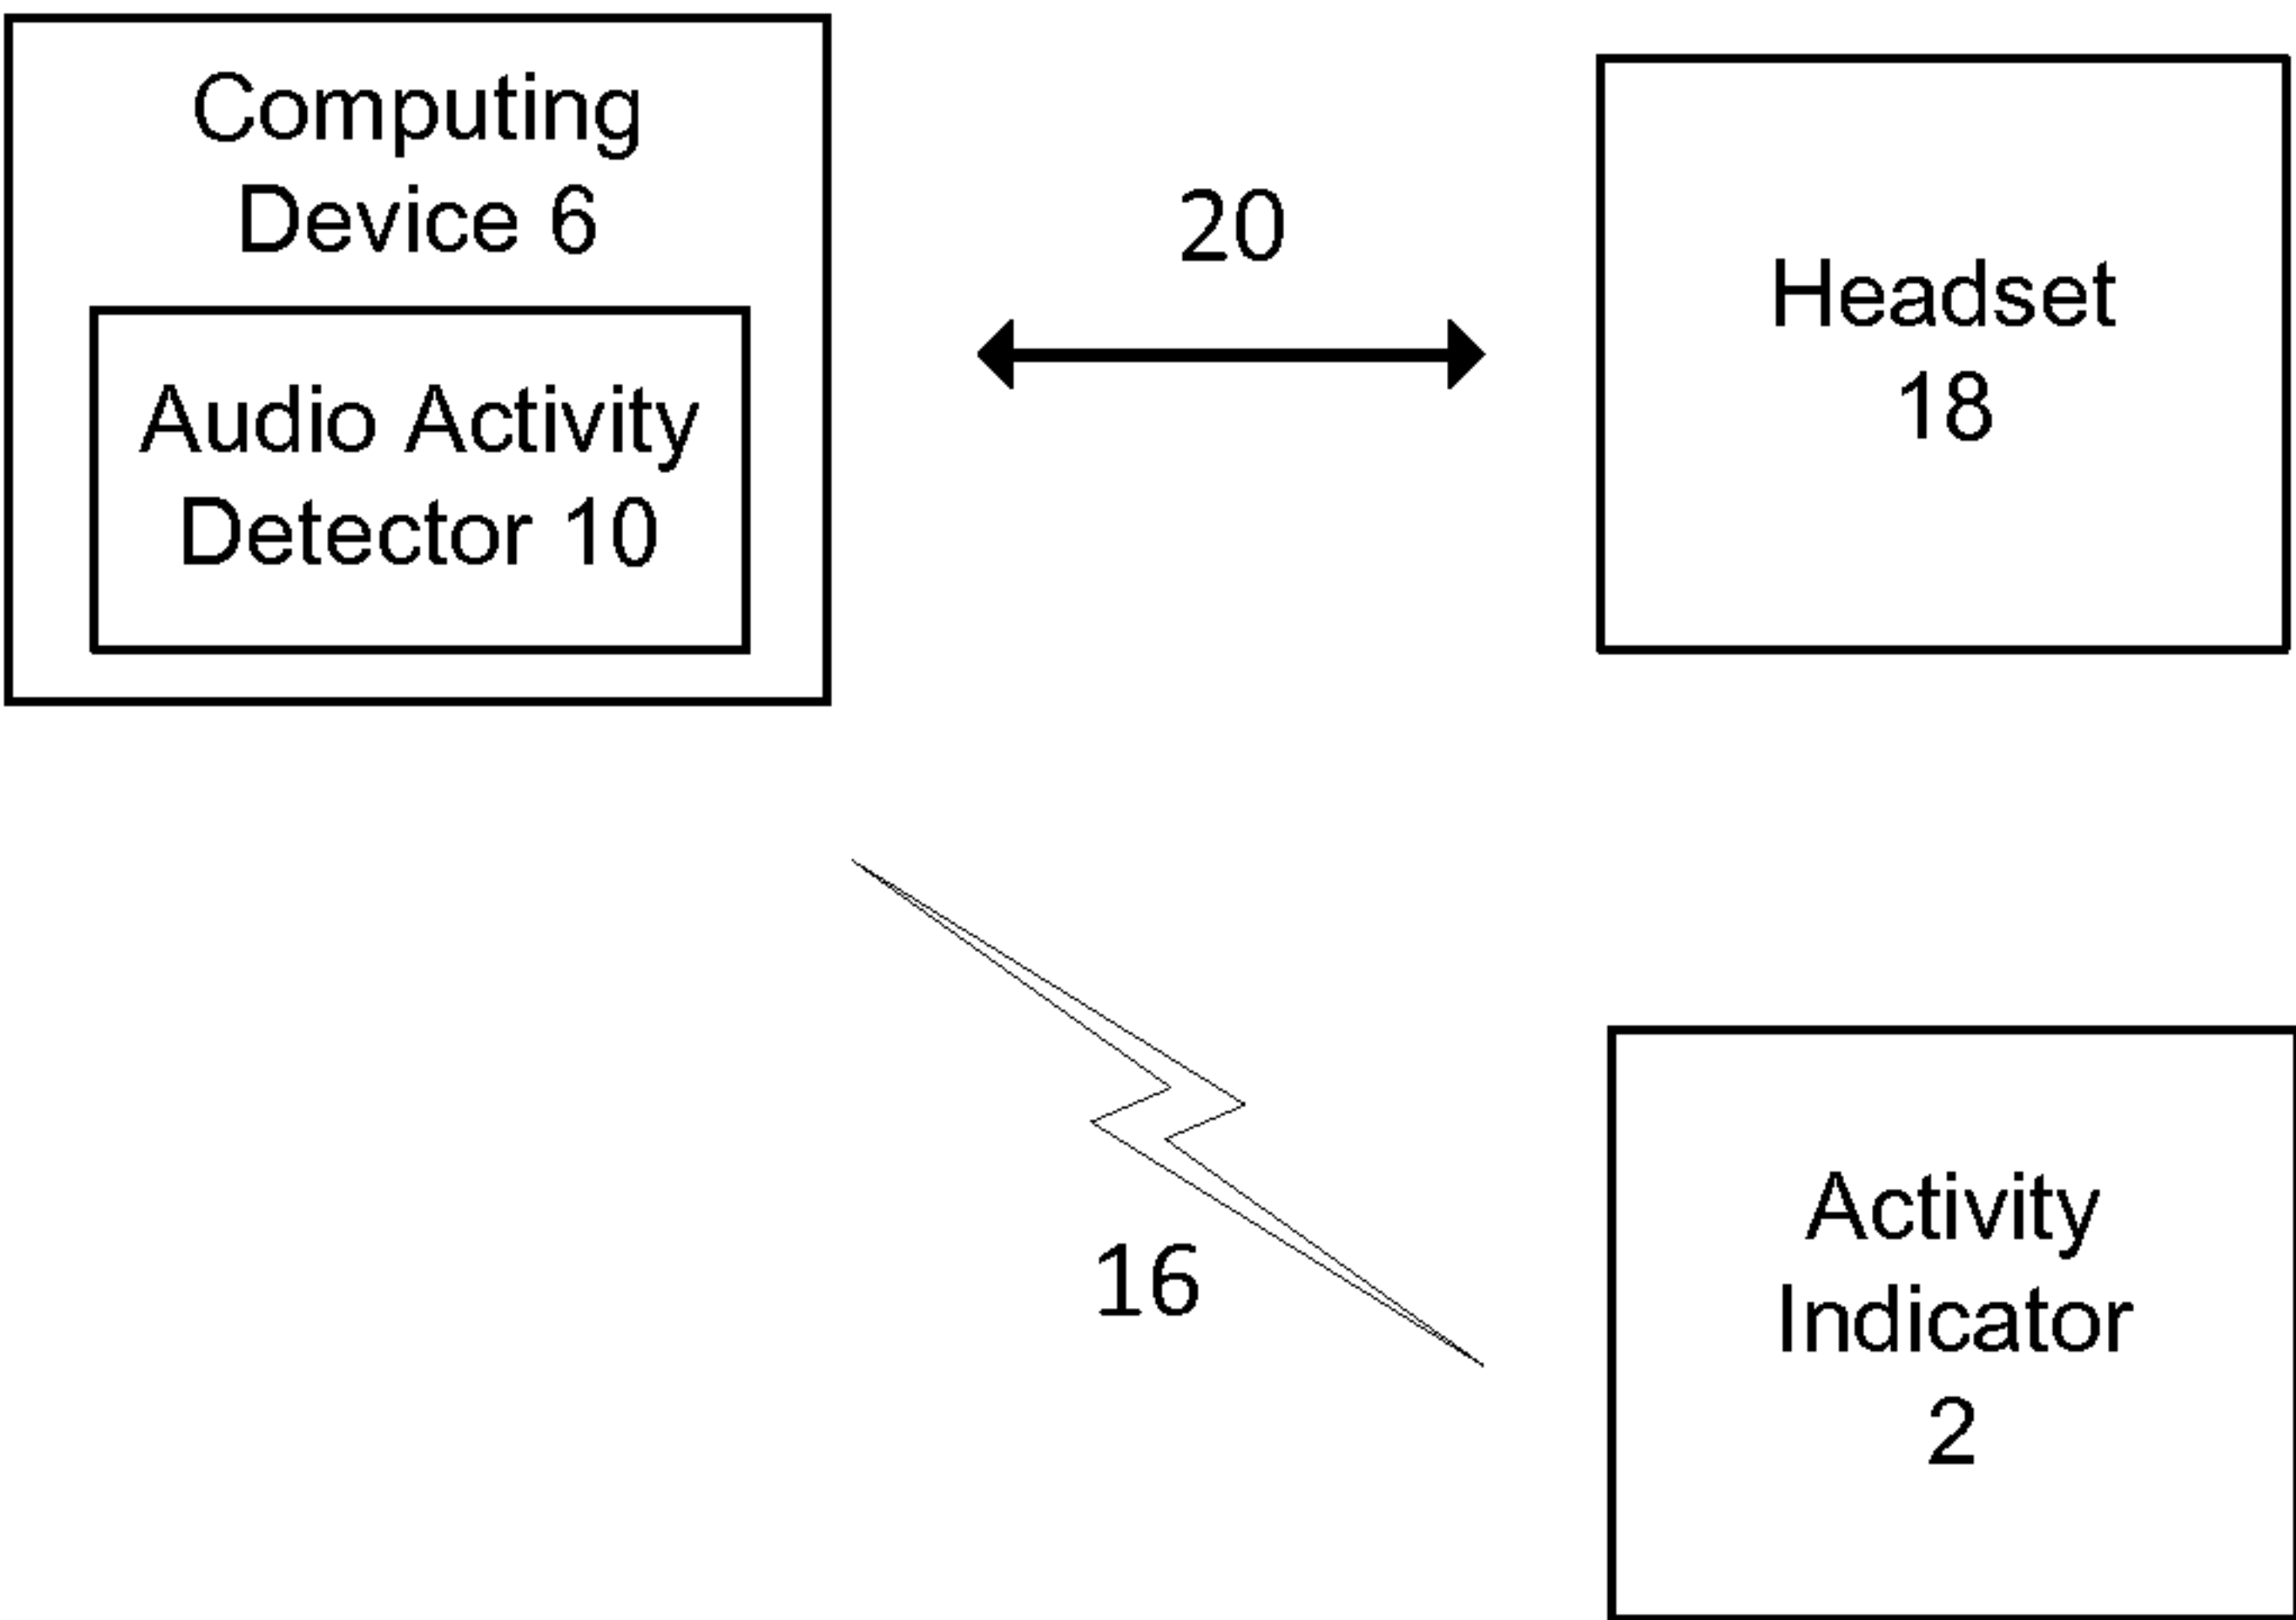 Computing
Device 6
Audio Activity
Detector 10
20
Headset
18
16
Activity
Indicator
2